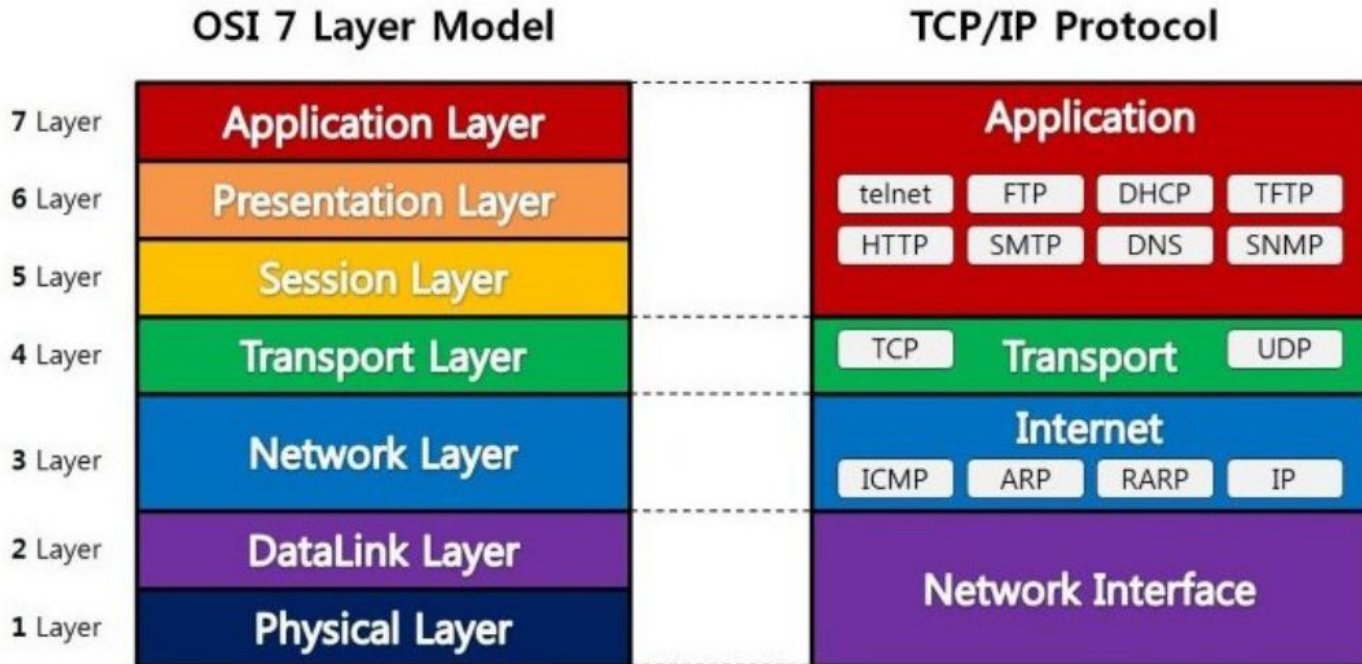 OSI 7 Layer Model
TCP/IP Protocol
7 Layer
Application Layer
6 Layer
Presentation Layer
5 Layer
Session Layer
4 Layer
Transport Layer
3 Layer
Network Layer
2 Layer
DataLink Layer
1 Layer
Physical Layer
Application
telnet FTP DHCP TFTP
HTTP SMTP DNS SNMP
TCP Transport UDP
Internet
ICMP ARP RARP IP
Network Interface